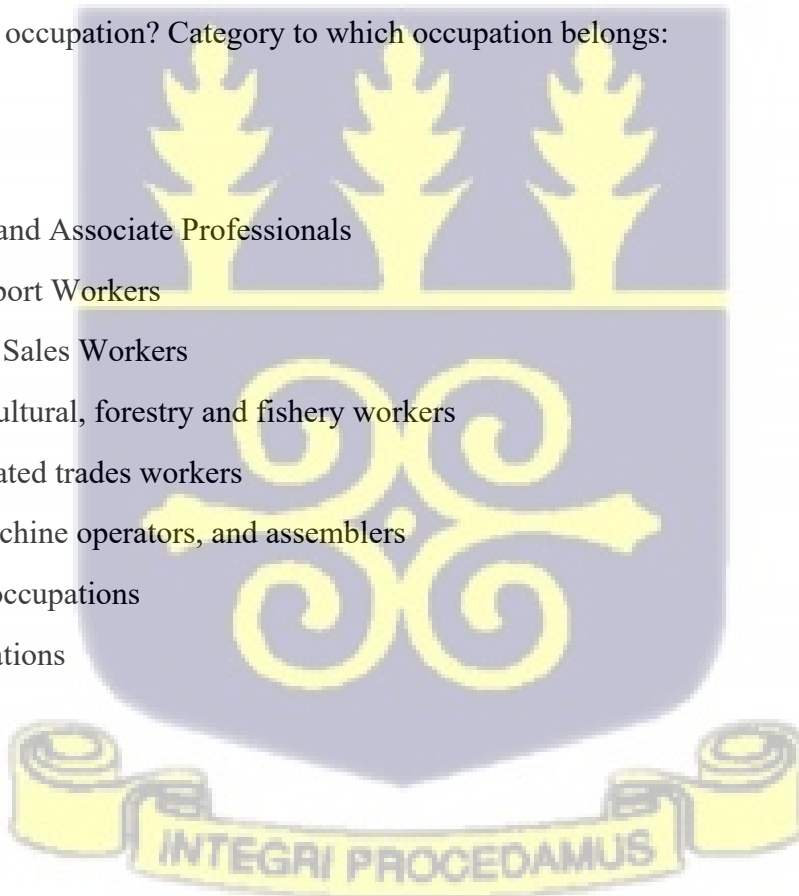 occupation? Category to which occupation belongs:
and Associate Professionals
port Workers
Sales Workers
ultural, forestry and fishery workers
ated trades workers
chine operators, and assemblers
occupations
ations
INTEGRI PROCEDAMUS